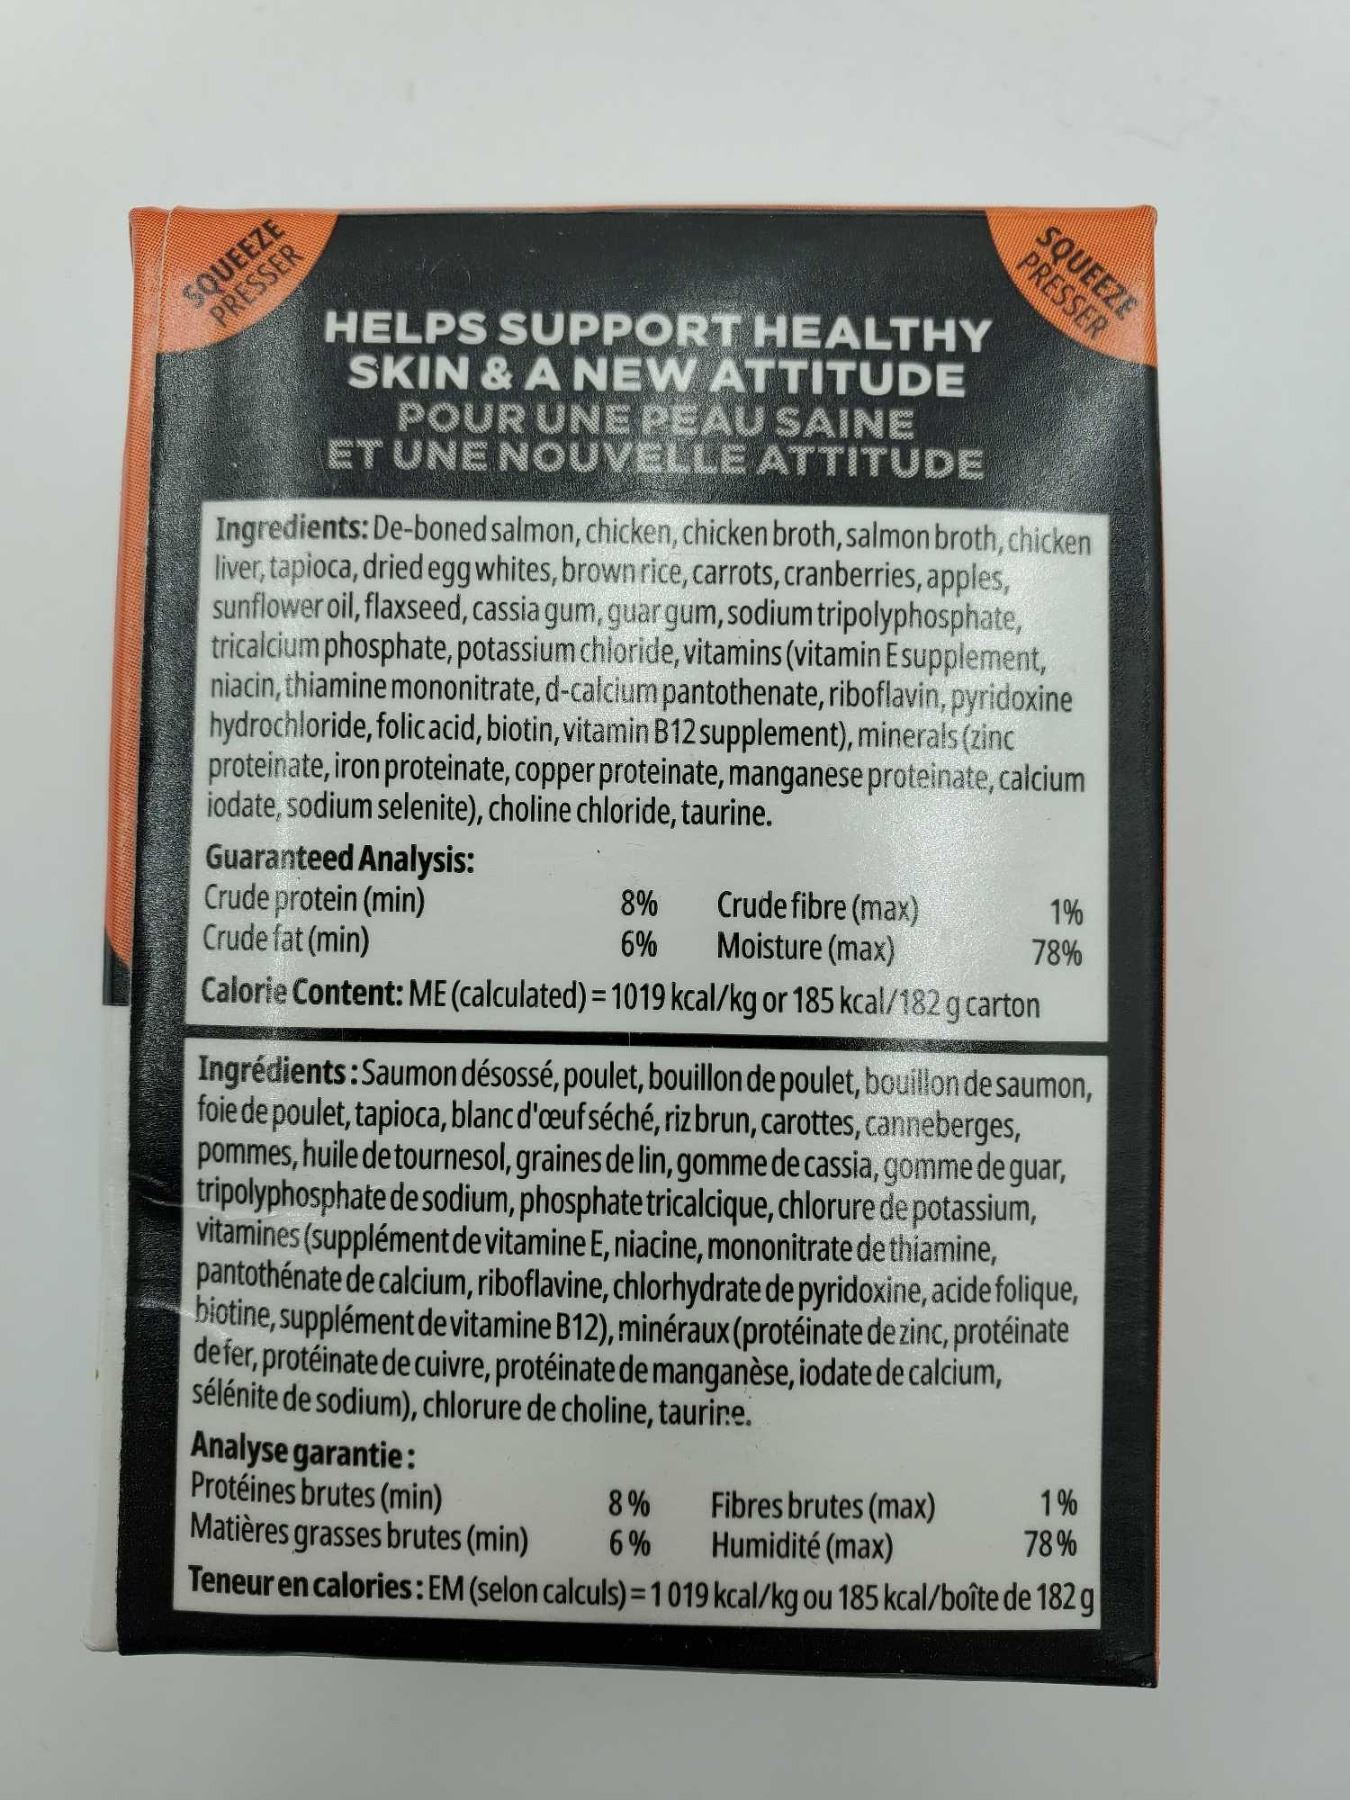 SQUEEZE
PRESSER
SQUEEZE
PRESSER
HELPS SUPPORT HEALTHY
SKIN & A NEW ATTITUDE
POUR UNE PEAU SAINE
ET UNE NOUVELLE ATTITUDE
Ingredients: De-boned salmon, chicken, chicken broth, salmon broth, chicken
liver, tapioca, dried egg whites, brown rice, carrots, cranberries, apples,
sunflower oil, flaxseed, cassia gum, guar gum, sodium tripolyphosphate,
tricalcium phosphate, potassium chloride, vitamins (vitamin E supplement,
niacin, thiamine mononitrate, d-calcium pantothenate, riboflavin, pyridoxine
hydrochloride, folic acid, biotin, vitamin B12 supplement), minerals (zinc
proteinate, iron proteinate, copper proteinate, manganese proteinate, calcium
iodate, sodium selenite), choline chloride, taurine.
Guaranteed Analysis:
Crude protein (min) 8% Crude fibre (max) 1%
Crude fat (min) 6% Moisture (max) 78%
Calorie Content: ME (calculated) = 1019 kcal/kg or 185 kcal/182 g carton
Ingrédients : Saumon désossé, poulet, bouillon de poulet, bouillon de saumon,
foie de poulet, tapioca, blanc d'œuf séché, riz brun, carottes, canneberges,
pommes, huile de tournesol, graines de lin, gomme de cassia, gomme de guar,
tripolyphosphate de sodium, phosphate tricalcique, chlorure de potassium,
vitamines (supplément de vitamine E, niacine, mononitrate de thiamine,
pantothénate de calcium, riboflavine, chlorhydrate de pyridoxine, acide folique,
biotine, supplément de vitamine B12), minéraux (protéinate de zinc, protéinate
de fer, protéinate de cuivre, protéinate de manganèse, iodate de calcium,
sélénite de sodium), chlorure de choline, taurine.
Analyse garantie :
Protéines brutes (min) 8 % Fibres brutes (max) 1 %
Matières grasses brutes (min) 6 % Humidité (max) 78 %
Teneur en calories : EM (selon calculs) = 1 019 kcal/kg ou 185 kcal/boîte de 182 g